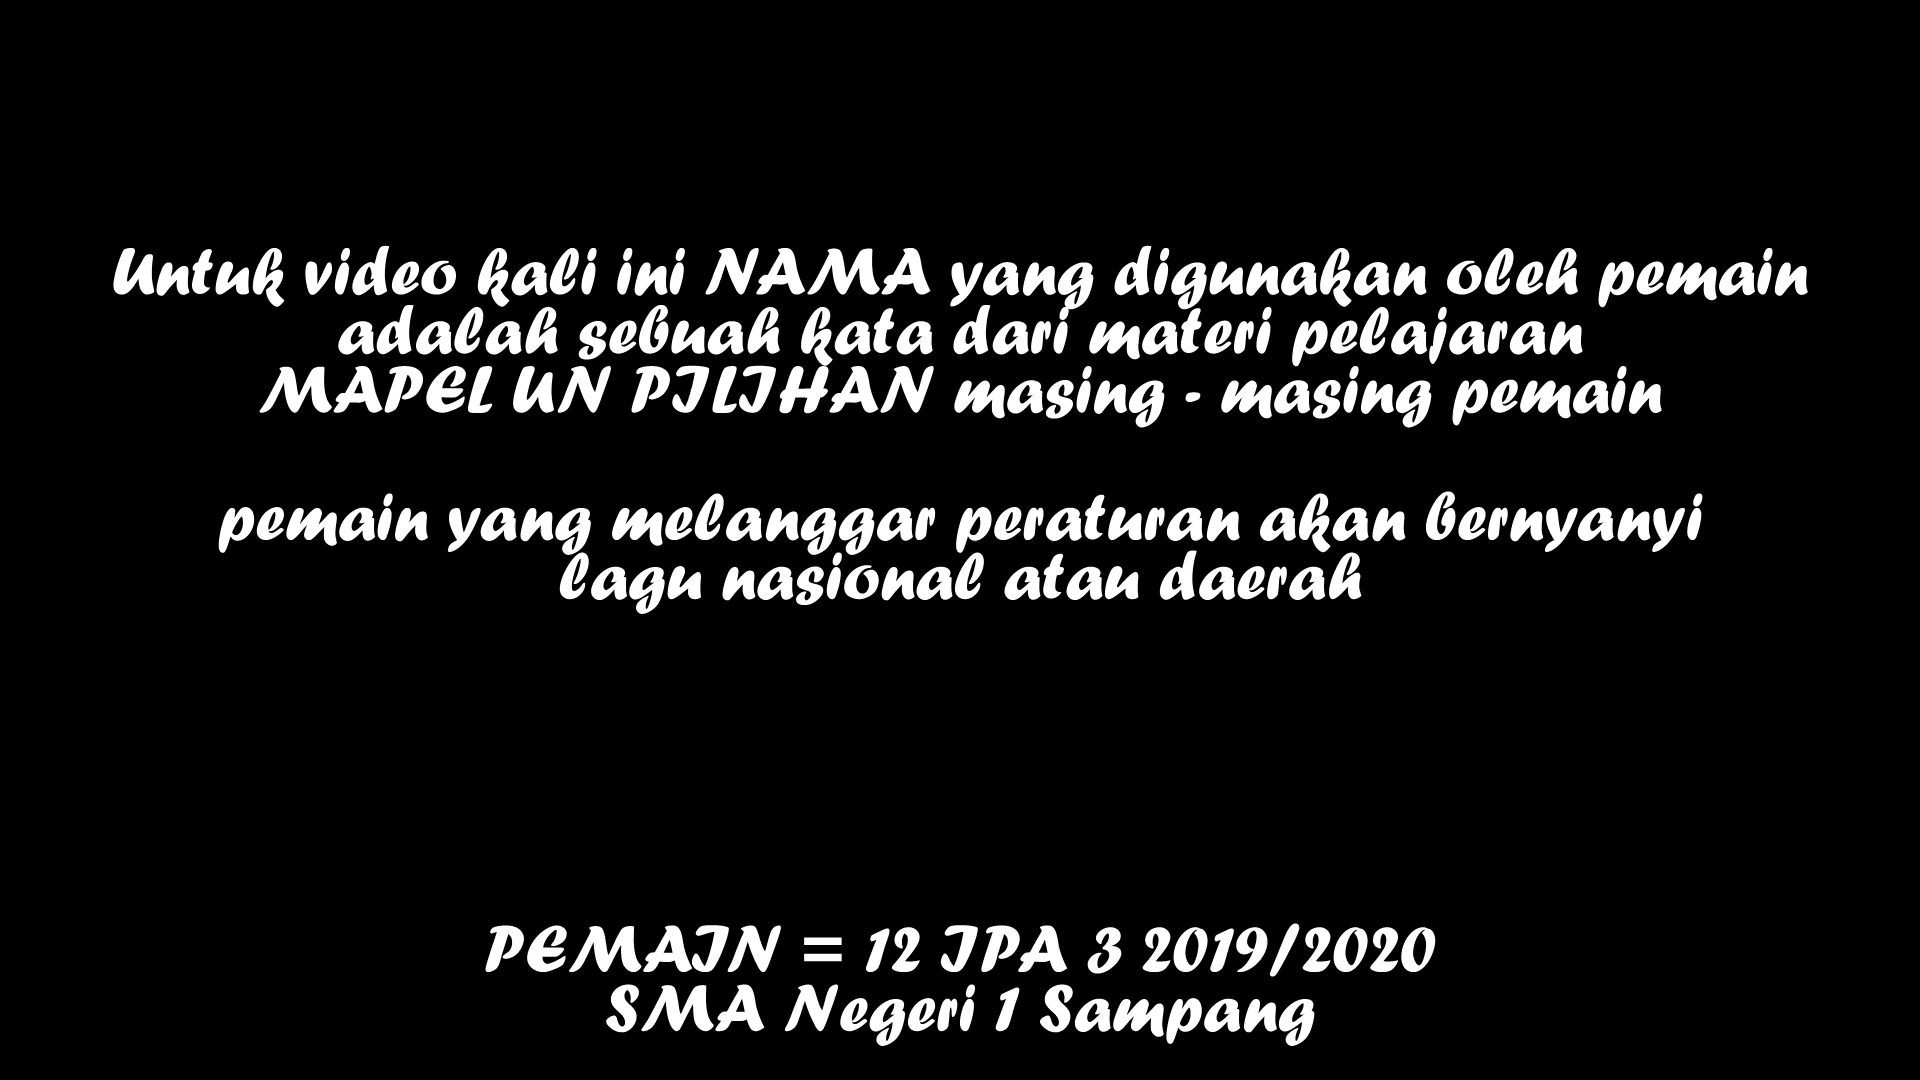 Untuk video kali ini NAMA yang digunakan oleh pemain
adalah sebuah kata dari materi pelajaran
MAPEL UN PILIHAN masing - masing pemain
pemain yang melanggar peraturan akan bernyanyi
lagu nasional atau daerah
PEMAIN = 12 IPA 3 2019/2020
SMA Negeri 1 Sampang